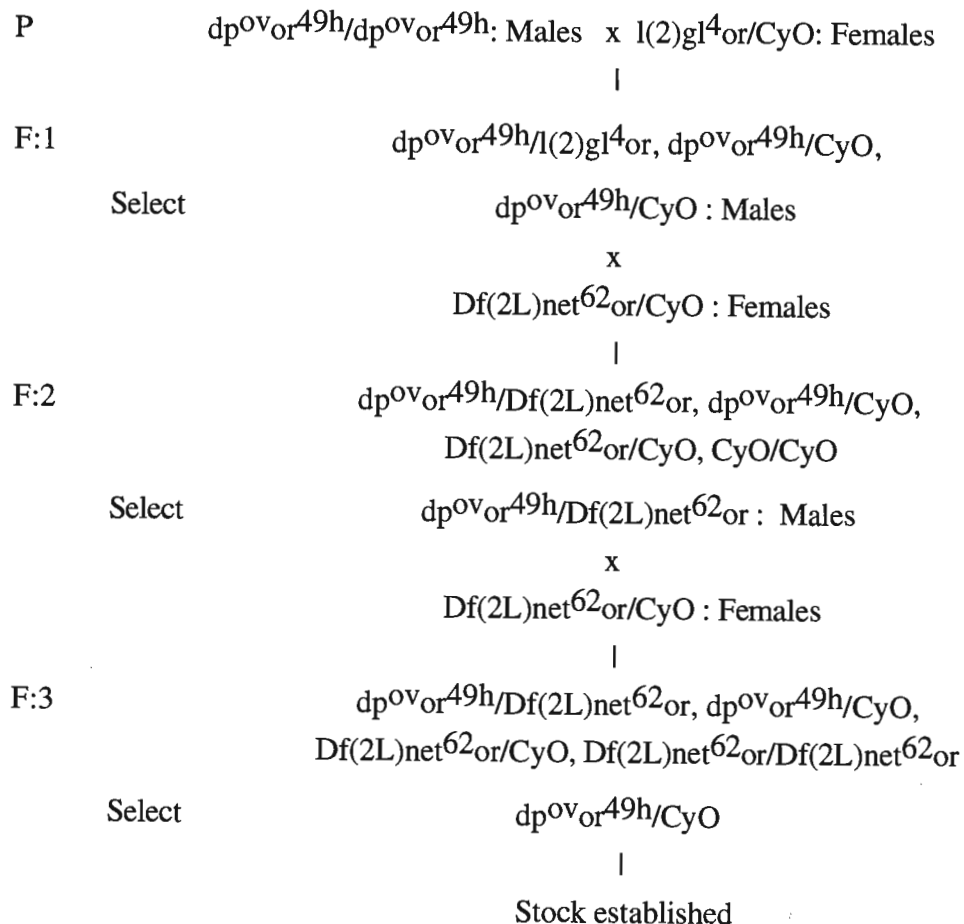 P dpᵒᵛor⁴⁹ʰ/dpᵒᵛor⁴⁹ʰ: Males x l(2)gl⁴or/CyO: Females
|
F:1 dpᵒᵛor⁴⁹ʰ/l(2)gl⁴or, dpᵒᵛor⁴⁹ʰ/CyO,
Select dpᵒᵛor⁴⁹ʰ/CyO : Males
x
Df(2L)net⁶²or/CyO : Females
|
F:2 dpᵒᵛor⁴⁹ʰ/Df(2L)net⁶²or, dpᵒᵛor⁴⁹ʰ/CyO,
Df(2L)net⁶²or/CyO, CyO/CyO
Select dpᵒᵛor⁴⁹ʰ/Df(2L)net⁶²or : Males
x
Df(2L)net⁶²or/CyO : Females
|
F:3 dpᵒᵛor⁴⁹ʰ/Df(2L)net⁶²or, dpᵒᵛor⁴⁹ʰ/CyO,
Df(2L)net⁶²or/CyO, Df(2L)net⁶²or/Df(2L)net⁶²or
Select dpᵒᵛor⁴⁹ʰ/CyO
|
Stock established